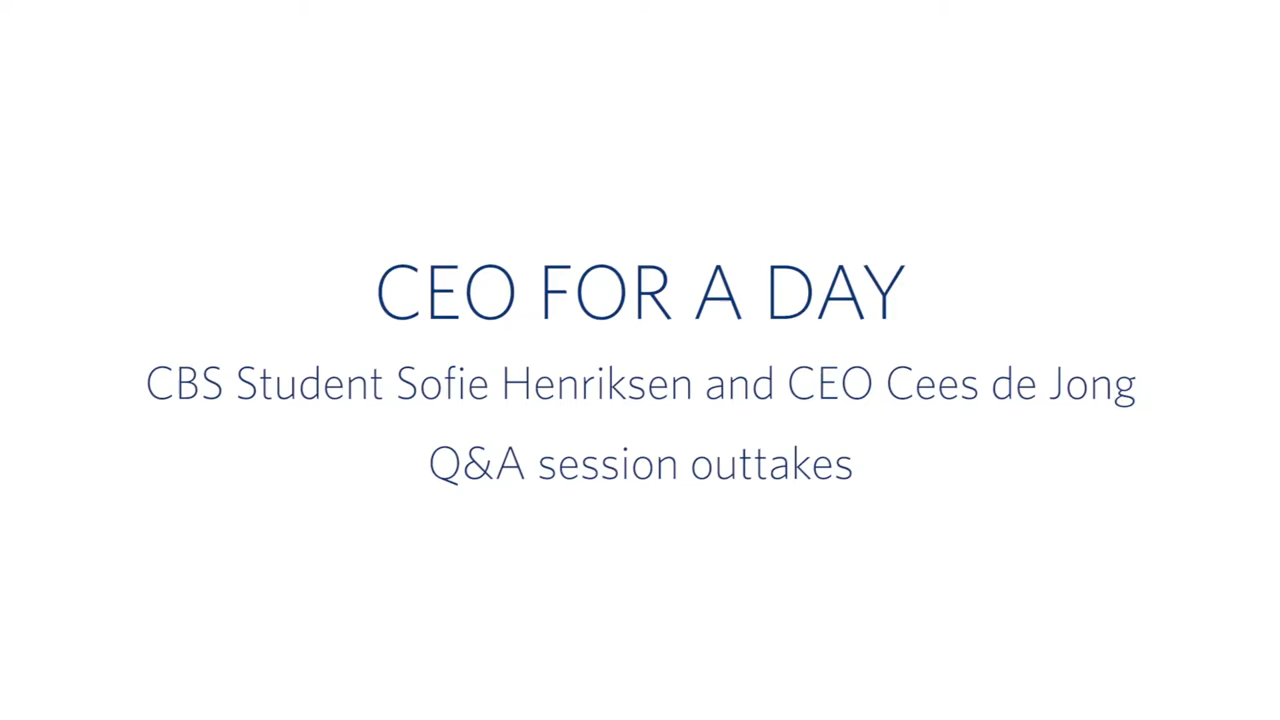 CEO FOR A DAY
CBS Student Sofie Henriksen and CEO Cees de Jong
Q&A session outtakes